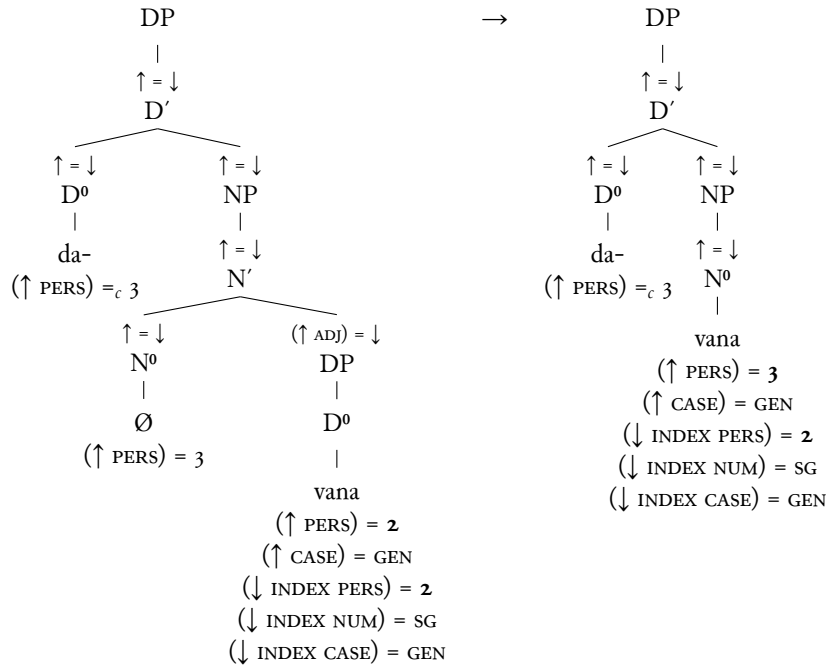 DP → DP
↑ = ↓ ↑ = ↓
D′ D′
↑ = ↓ ↑ = ↓ ↑ = ↓ ↑ = ↓
D⁰ NP D⁰ NP
da- ↑ = ↓ da- ↑ = ↓
(↑ PERS) =c 3 N′ (↑ PERS) =c 3 N⁰
↑ = ↓ (↑ ADJ) = ↓ vana
N⁰ DP (↑ PERS) = 3
Ø D⁰ (↑ CASE) = GEN
(↑ PERS) = 3 (↓ INDEX PERS) = 2
vana (↓ INDEX NUM) = SG
(↑ PERS) = 2 (↓ INDEX CASE) = GEN
(↑ CASE) = GEN
(↓ INDEX PERS) = 2
(↓ INDEX NUM) = SG
(↓ INDEX CASE) = GEN